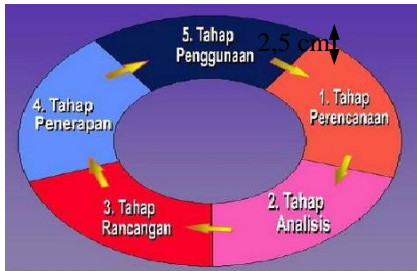 5. Tahap
Penggunaan
2,5 cm
1. Tahap
Perencanaan
2. Tahap
Analisis
3. Tahap
Rancangan
4. Tahap
Penerapan